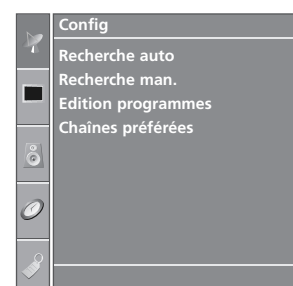 Config
Recherche auto
Recherche man.
Edition programmes
Chaînes préférées